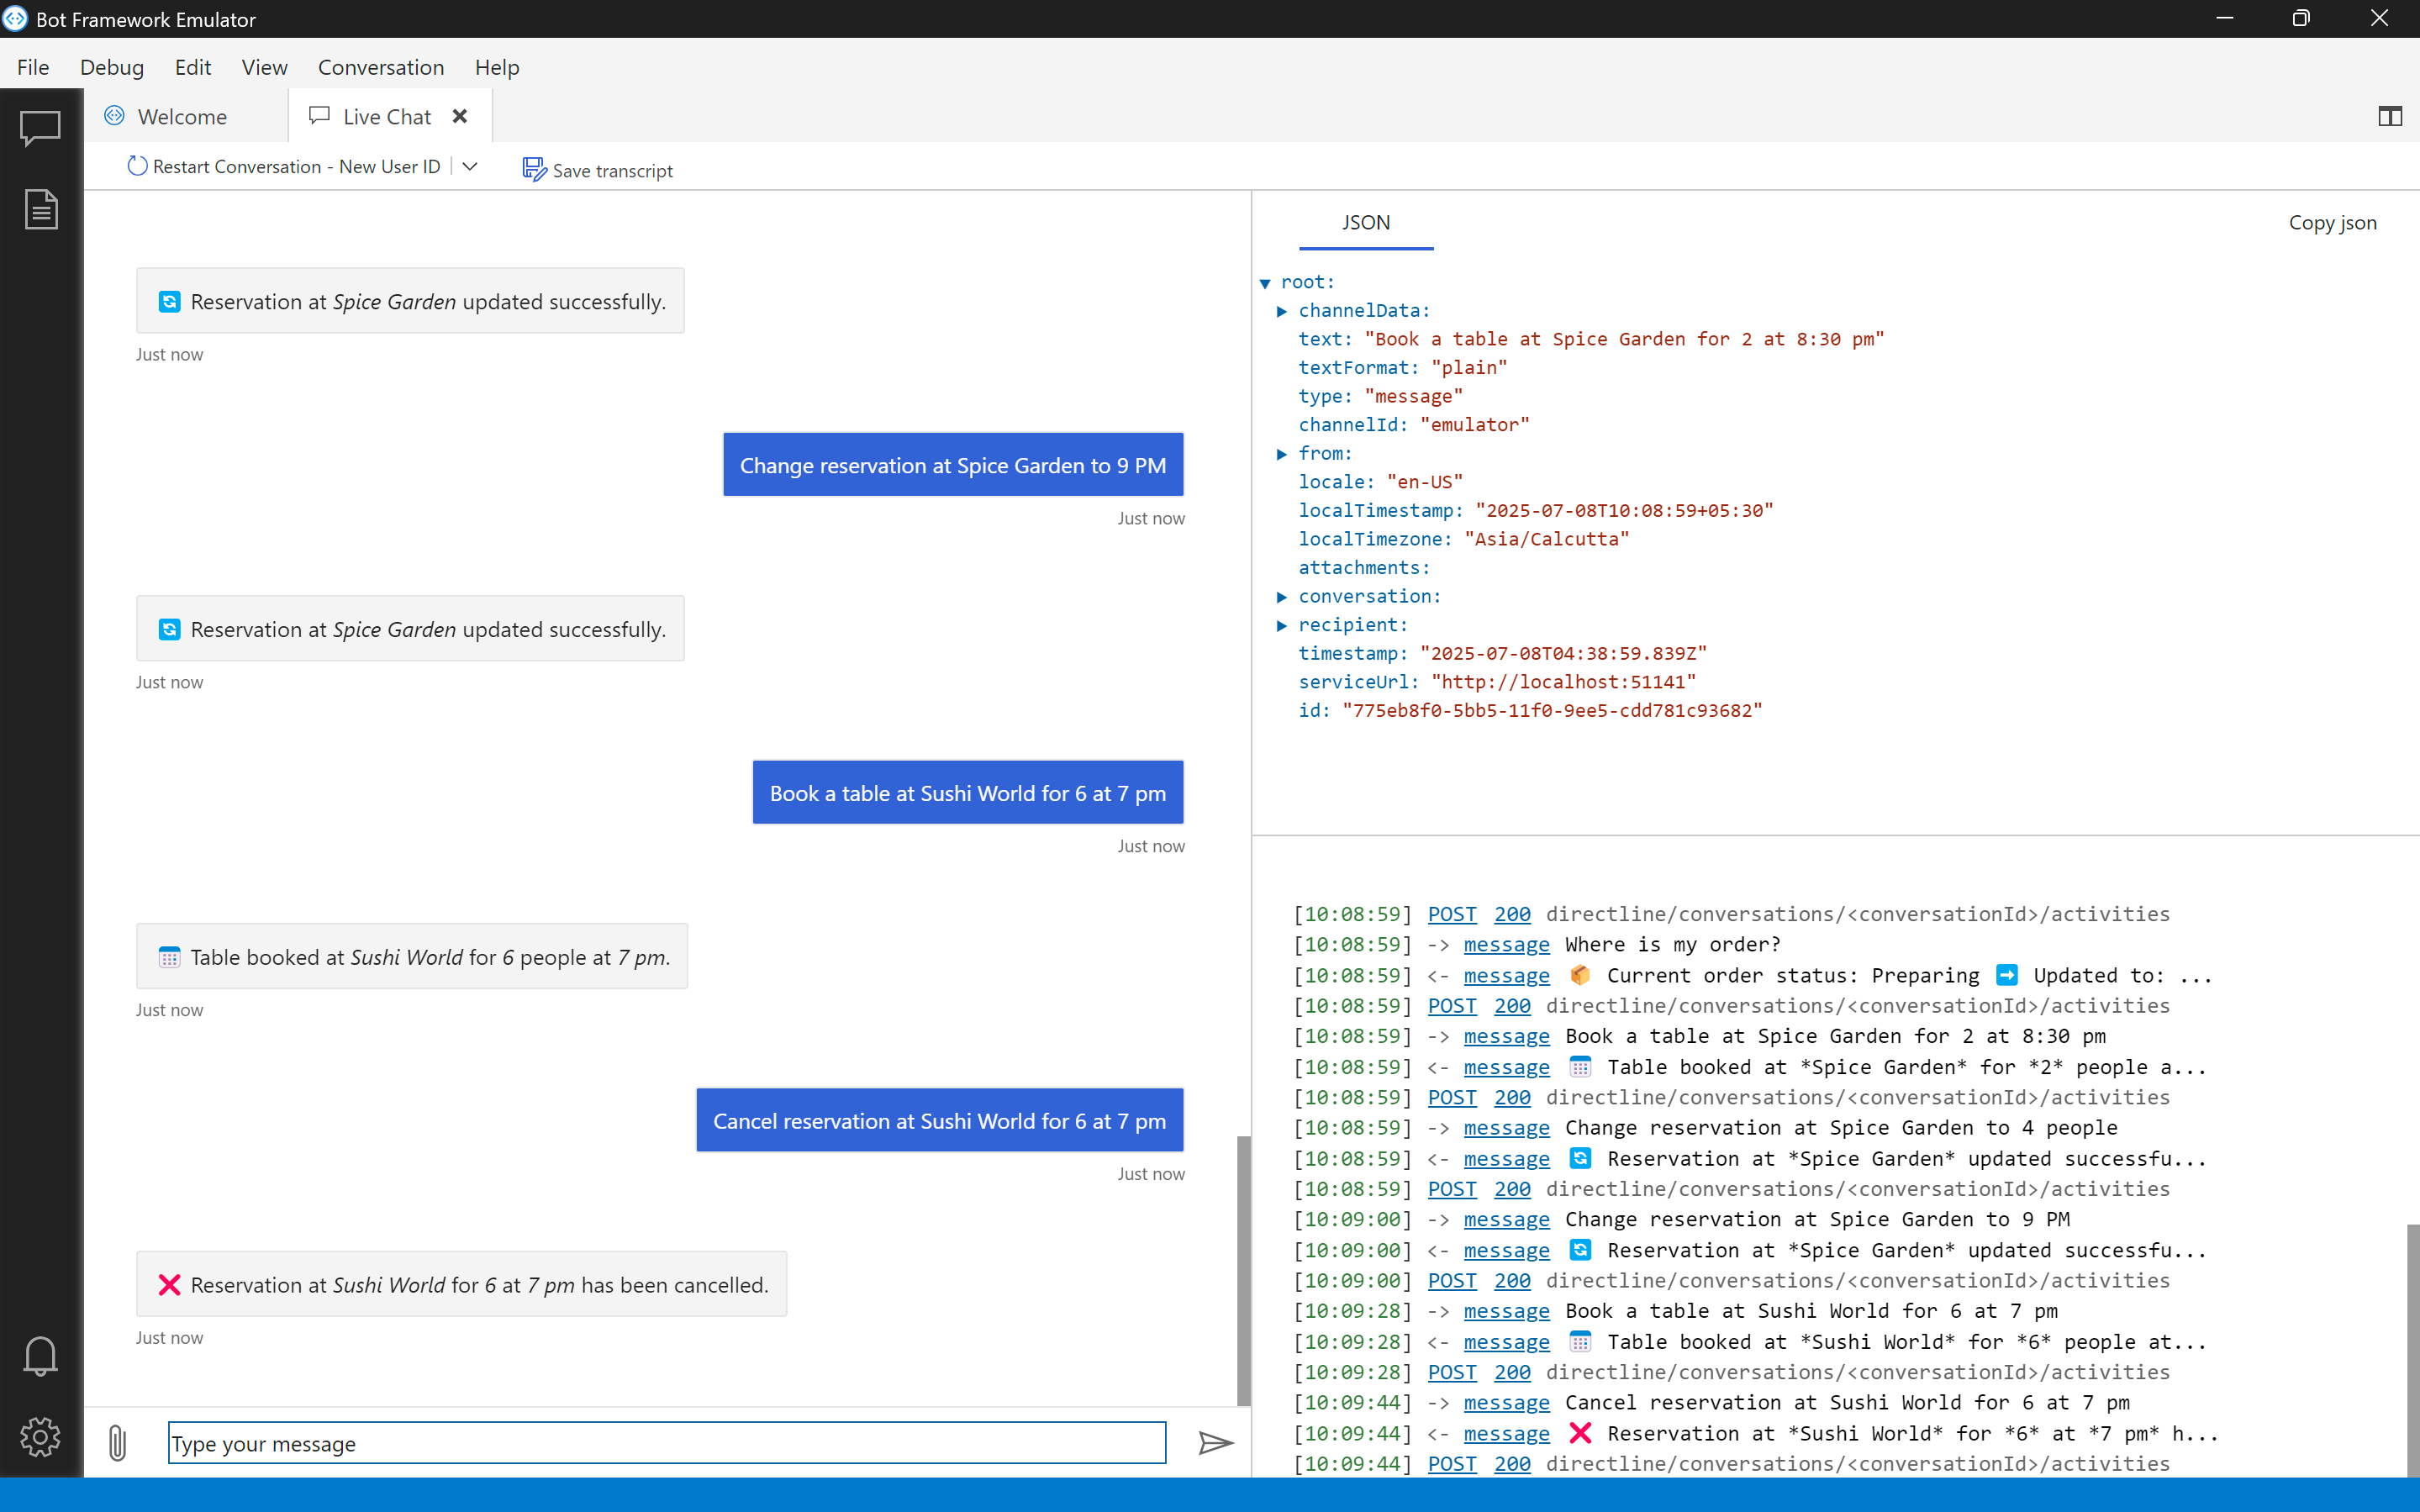 Bot Framework Emulator
File Debug Edit View Conversation Help
Welcome
Live Chat
Restart Conversation - New User ID
Save transcript
Reservation at Spice Garden updated successfully.
Just now
Change reservation at Spice Garden to 9 PM
Just now
Reservation at Spice Garden updated successfully.
Just now
Book a table at Sushi World for 6 at 7 pm
Just now
Table booked at Sushi World for 6 people at 7 pm.
Just now
Cancel reservation at Sushi World for 6 at 7 pm
Just now
❌ Reservation at Sushi World for 6 at 7 pm has been cancelled.
Just now
Type your message
JSON
Copy json
▼ root:
▶ channelData:
text: "Book a table at Spice Garden for 2 at 8:30 pm"
textFormat: "plain"
type: "message"
channelId: "emulator"
▶ from:
locale: "en-US"
localTimestamp: "2025-07-08T10:08:59+05:30"
localTimezone: "Asia/Calcutta"
attachments:
▶ conversation:
▶ recipient:
timestamp: "2025-07-08T04:38:59.839Z"
serviceUrl: "http://localhost:51141"
id: "775eb8f0-5bb5-11f0-9ee5-cdd781c93682"
[10:08:59] POST 200 directline/conversations/<conversationId>/activities
[10:08:59] -> message Where is my order?
[10:08:59] <- message 📦 Current order status: Preparing ➡️ Updated to: ...
[10:08:59] POST 200 directline/conversations/<conversationId>/activities
[10:08:59] -> message Book a table at Spice Garden for 2 at 8:30 pm
[10:08:59] <- message 📅 Table booked at *Spice Garden* for *2* people a...
[10:08:59] POST 200 directline/conversations/<conversationId>/activities
[10:08:59] -> message Change reservation at Spice Garden to 4 people
[10:08:59] <- message 🔄 Reservation at *Spice Garden* updated successfu...
[10:08:59] POST 200 directline/conversations/<conversationId>/activities
[10:09:00] -> message Change reservation at Spice Garden to 9 PM
[10:09:00] <- message 🔄 Reservation at *Spice Garden* updated successfu...
[10:09:00] POST 200 directline/conversations/<conversationId>/activities
[10:09:28] -> message Book a table at Sushi World for 6 at 7 pm
[10:09:28] <- message 📅 Table booked at *Sushi World* for *6* people at...
[10:09:28] POST 200 directline/conversations/<conversationId>/activities
[10:09:44] -> message Cancel reservation at Sushi World for 6 at 7 pm
[10:09:44] <- message ❌ Reservation at *Sushi World* for *6* at *7 pm* h...
[10:09:44] POST 200 directline/conversations/<conversationId>/activities